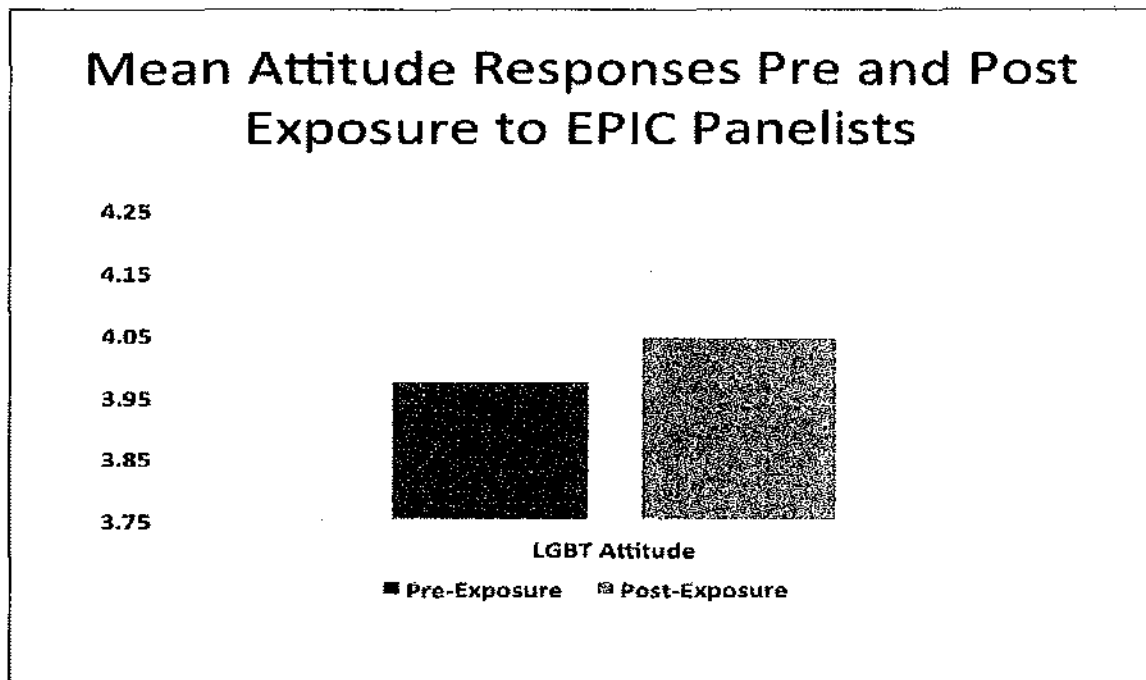 Mean Attitude Responses Pre and Post
Exposure to EPIC Panelists
4.25
4.15
4.05
3.95
3.85
3.75
LGBT Attitude
Pre-Exposure Post-Exposure